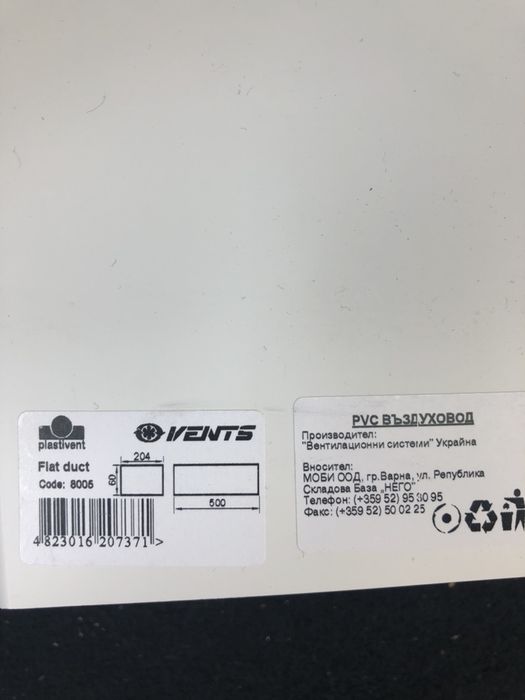 plastivent
VENTS
Flat duct
Code: 8005
204
60
500
4 823016 207371 >
PVC ВЪЗДУХОВОД
Производител:
"Вентилационни системи" Украйна
Вносител:
МОБИ ООД, гр.Варна, ул. Република
Складова База „НЕГО"
Телефон: (+359 52) 95 30 95
Факс: (+359 52) 50 02 25